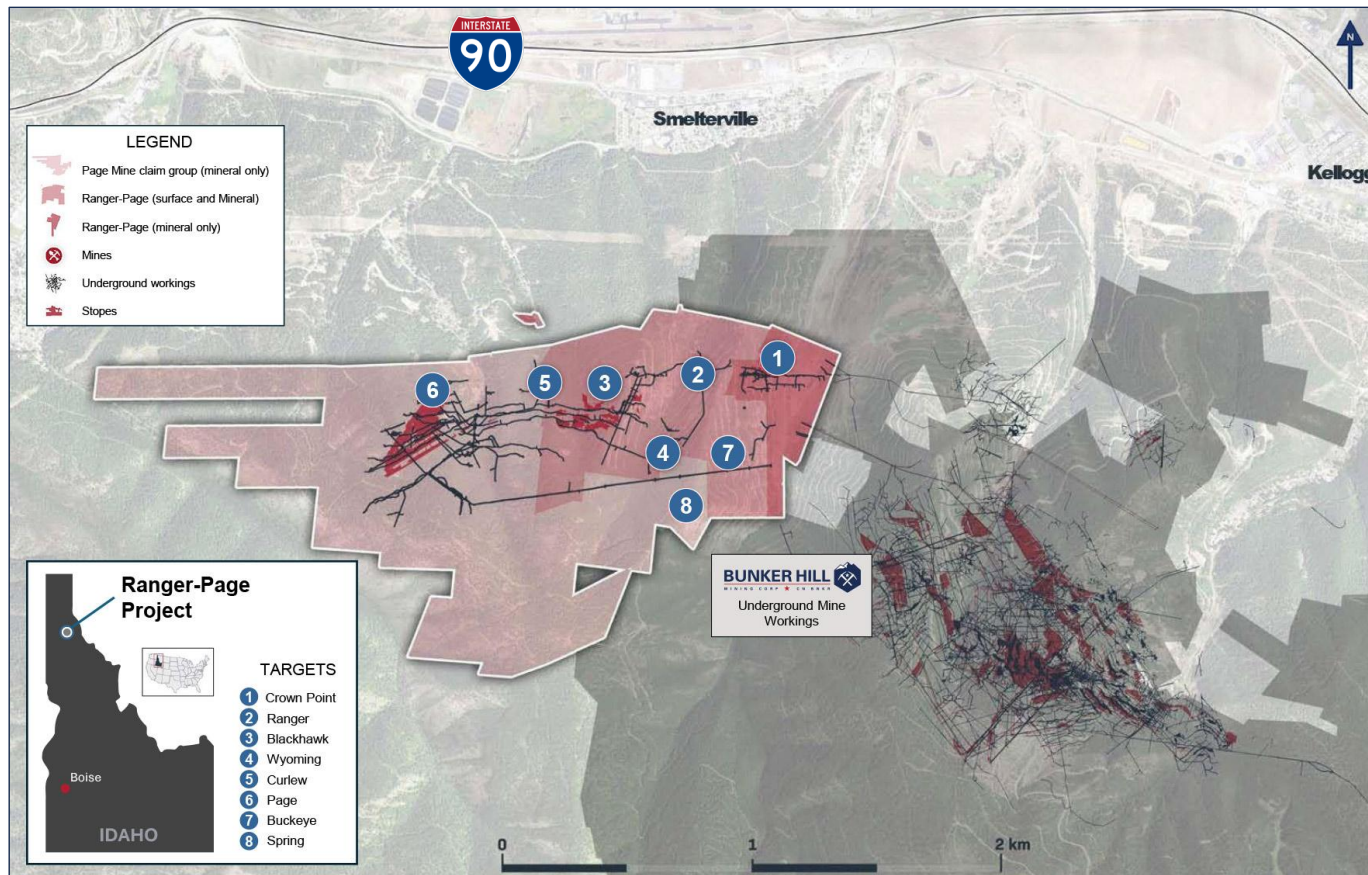 INTERSTATE
90
N
Smelterville
Kellogg
LEGEND
Page Mine claim group (mineral only)
Ranger-Page (surface and Mineral)
Ranger-Page (mineral only)
Mines
Underground workings
Stopes
1
2
3
4
5
6
7
8
BUNKER HILL
Underground Mine
Workings
Ranger-Page
Project
TARGETS
1 Crown Point
2 Ranger
3 Blackhawk
4 Wyoming
5 Curlew
6 Page
7 Buckeye
8 Spring
Boise
IDAHO
0 1 2 km